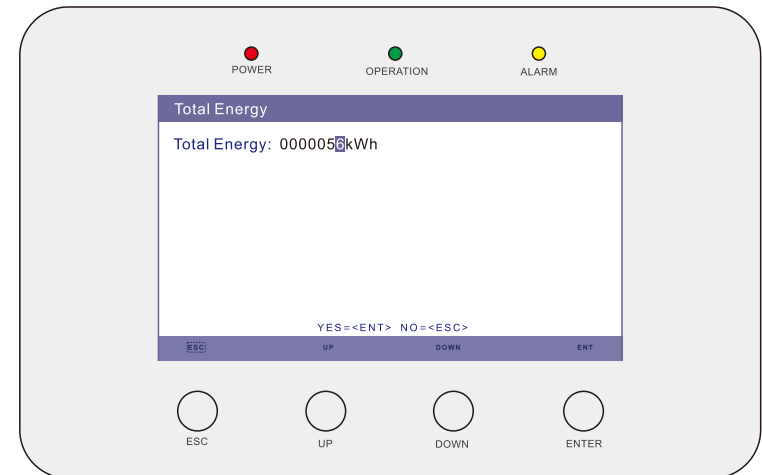 POWER OPERATION ALARM
Total Energy
Total Energy: 0000056kWh
YES=<ENT> NO=<ESC>
ESC UP DOWN ENT
ESC UP DOWN ENTER